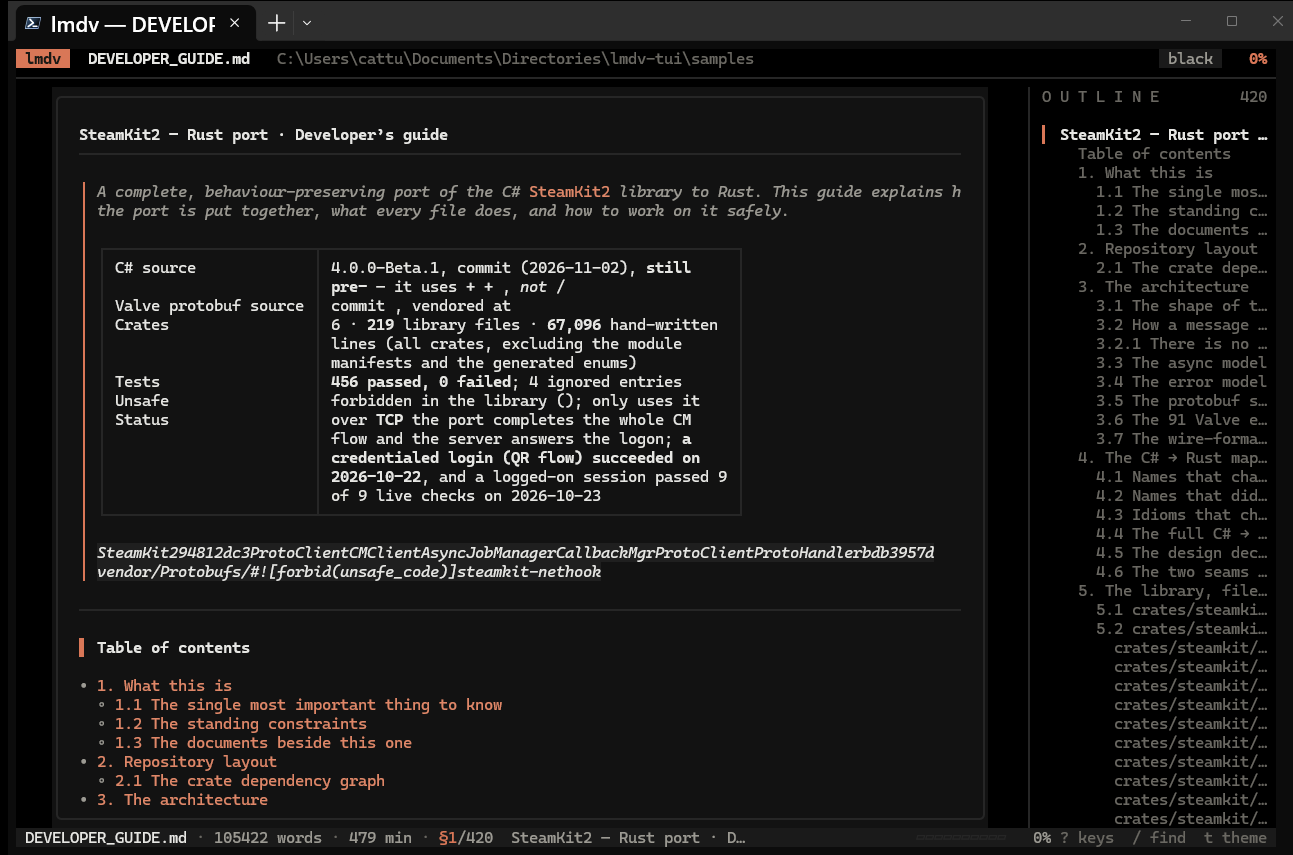 lmdv — DEVELOF
lmdv DEVELOPER_GUIDE.md C:\Users\cattu\Documents\Directories\lmdv-tui\samples black 0%
SteamKit2 — Rust port · Developer’s guide
A complete, behaviour-preserving port of the C# SteamKit2 library to Rust. This guide explains h
the port is put together, what every file does, and how to work on it safely.
C# source 4.0.0-Beta.1, commit (2026-11-02), still
pre- — it uses + + , not /
Valve protobuf source commit , vendored at
Crates 6 · 219 library files · 67,096 hand-written
lines (all crates, excluding the module
manifests and the generated enums)
Tests 456 passed, 0 failed; 4 ignored entries
Unsafe forbidden in the library (); only uses it
Status over TCP the port completes the whole CM
flow and the server answers the logon; a
credentialed login (QR flow) succeeded on
2026-10-22, and a logged-on session passed 9
of 9 live checks on 2026-10-23
SteamKit294812dc3ProtoClientCMClientAsyncJobManagerCallbackMgrProtoClientProtoHandlerbdb3957d
vendor/Protobufs/#![forbid(unsafe_code)]steamkit-nethook
Table of contents
• 1. What this is
◦ 1.1 The single most important thing to know
◦ 1.2 The standing constraints
◦ 1.3 The documents beside this one
• 2. Repository layout
◦ 2.1 The crate dependency graph
• 3. The architecture
OUTLINE 420
SteamKit2 — Rust port …
Table of contents
1. What this is
1.1 The single mos…
1.2 The standing c…
1.3 The documents …
2. Repository layout
2.1 The crate depe…
3. The architecture
3.1 The shape of t…
3.2 How a message …
3.2.1 There is no …
3.3 The async model
3.4 The error model
3.5 The protobuf s…
3.6 The 91 Valve e…
3.7 The wire-forma…
4. The C# → Rust map…
4.1 Names that cha…
4.2 Names that did…
4.3 Idioms that ch…
4.4 The full C# → …
4.5 The design dec…
4.6 The two seams …
5. The library, file…
5.1 crates/steamki…
5.2 crates/steamki…
crates/steamkit/…
crates/steamkit/…
crates/steamkit/…
crates/steamkit/…
crates/steamkit/…
crates/steamkit/…
crates/steamkit/…
crates/steamkit/…
crates/steamkit/…
crates/steamkit/…
DEVELOPER_GUIDE.md · 105422 words · 479 min · §1/420 SteamKit2 — Rust port · D… 0% ? keys / find t theme